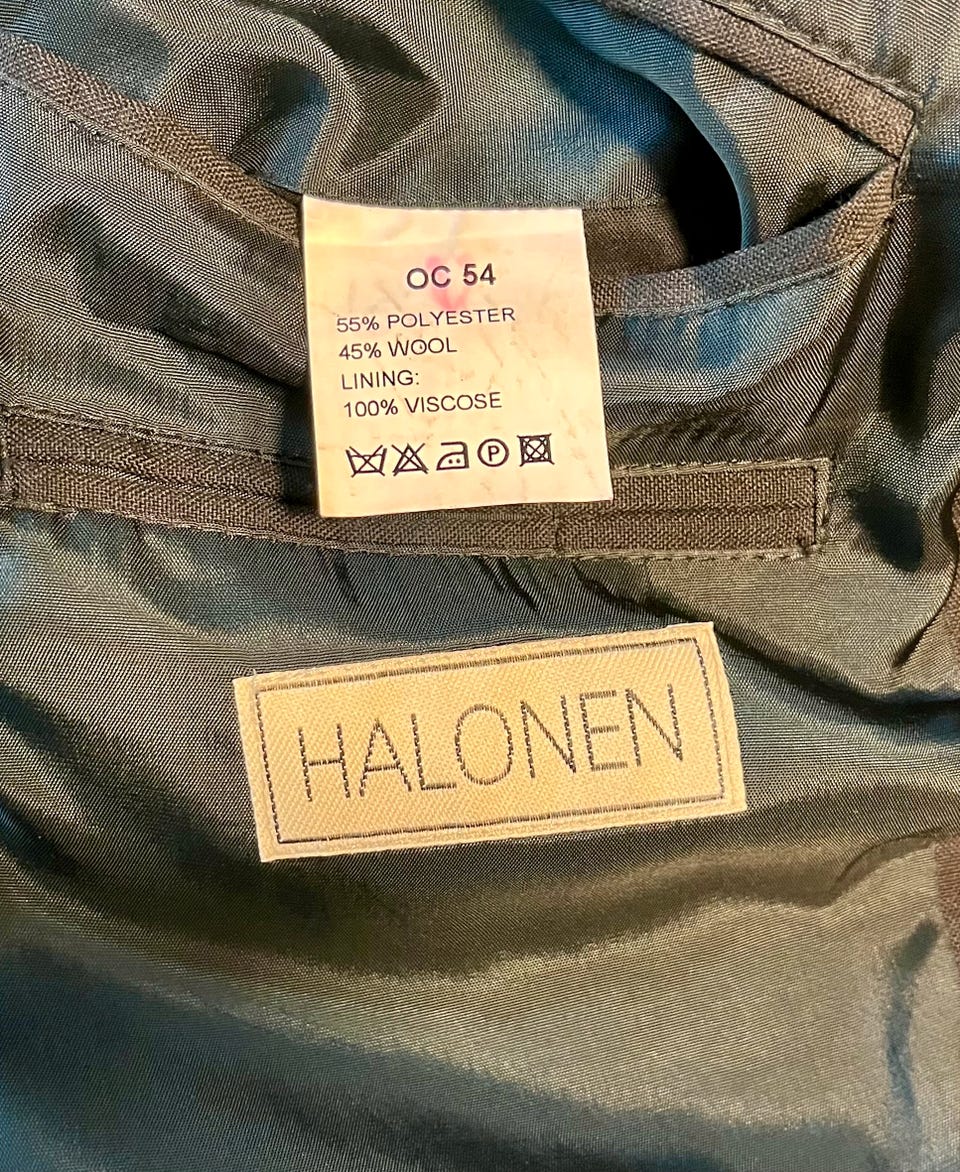 OC 54
55% POLYESTER
45% WOOL
LINING:
100% VISCOSE
P
HALONEN